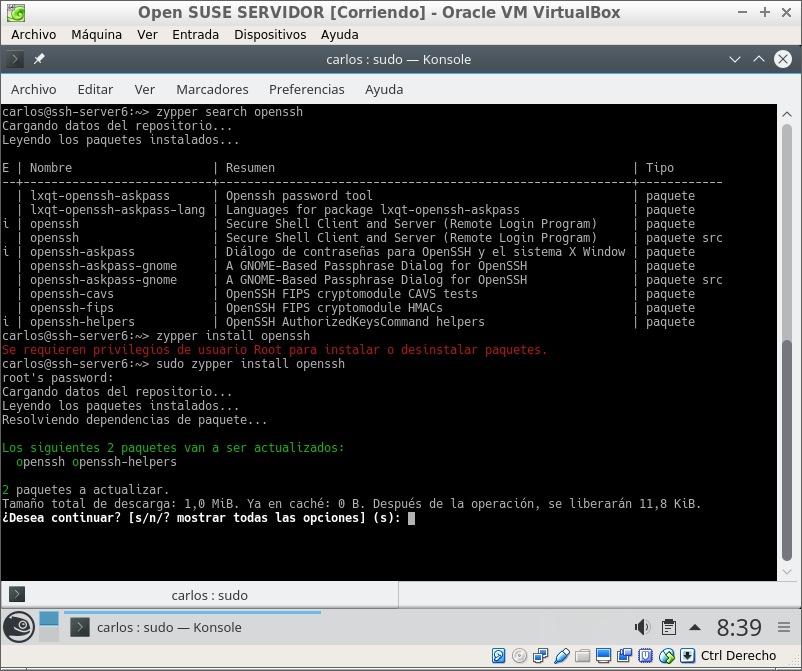 Open SUSE SERVIDOR [Corriendo] - Oracle VM VirtualBox
Archivo Máquina Ver Entrada Dispositivos Ayuda
carlos : sudo — Konsole
Archivo Editar Ver Marcadores Preferencias Ayuda
carlos@ssh-server6:~> zypper search openssh
Cargando datos del repositorio...
Leyendo los paquetes instalados...
E | Nombre | Resumen | Tipo
--+---------------------------+----------------------------------------------------------+------------
| lxqt-openssh-askpass | Openssh password tool | paquete
| lxqt-openssh-askpass-lang | Languages for package lxqt-openssh-askpass | paquete
i | openssh | Secure Shell Client and Server (Remote Login Program) | paquete
| openssh | Secure Shell Client and Server (Remote Login Program) | paquete src
i | openssh-askpass | Diálogo de contraseñas para OpenSSH y el sistema X Window | paquete
| openssh-askpass-gnome | A GNOME-Based Passphrase Dialog for OpenSSH | paquete
| openssh-askpass-gnome | A GNOME-Based Passphrase Dialog for OpenSSH | paquete src
| openssh-cavs | OpenSSH FIPS cryptomodule CAVS tests | paquete
| openssh-fips | OpenSSH FIPS cryptomodule HMACs | paquete
i | openssh-helpers | OpenSSH AuthorizedKeysCommand helpers | paquete
carlos@ssh-server6:~> zypper install openssh
Se requieren privilegios de usuario Root para instalar o desinstalar paquetes.
carlos@ssh-server6:~> sudo zypper install openssh
root's password:
Cargando datos del repositorio...
Leyendo los paquetes instalados...
Resolviendo dependencias de paquete...
Los siguientes 2 paquetes van a ser actualizados:
openssh openssh-helpers
2 paquetes a actualizar.
Tamaño total de descarga: 1,0 MiB. Ya en caché: 0 B. Después de la operación, se liberarán 11,8 KiB.
¿Desea continuar? [s/n/? mostrar todas las opciones] (s):
carlos : sudo
carlos : sudo — Konsole
8:39
Ctrl Derecho